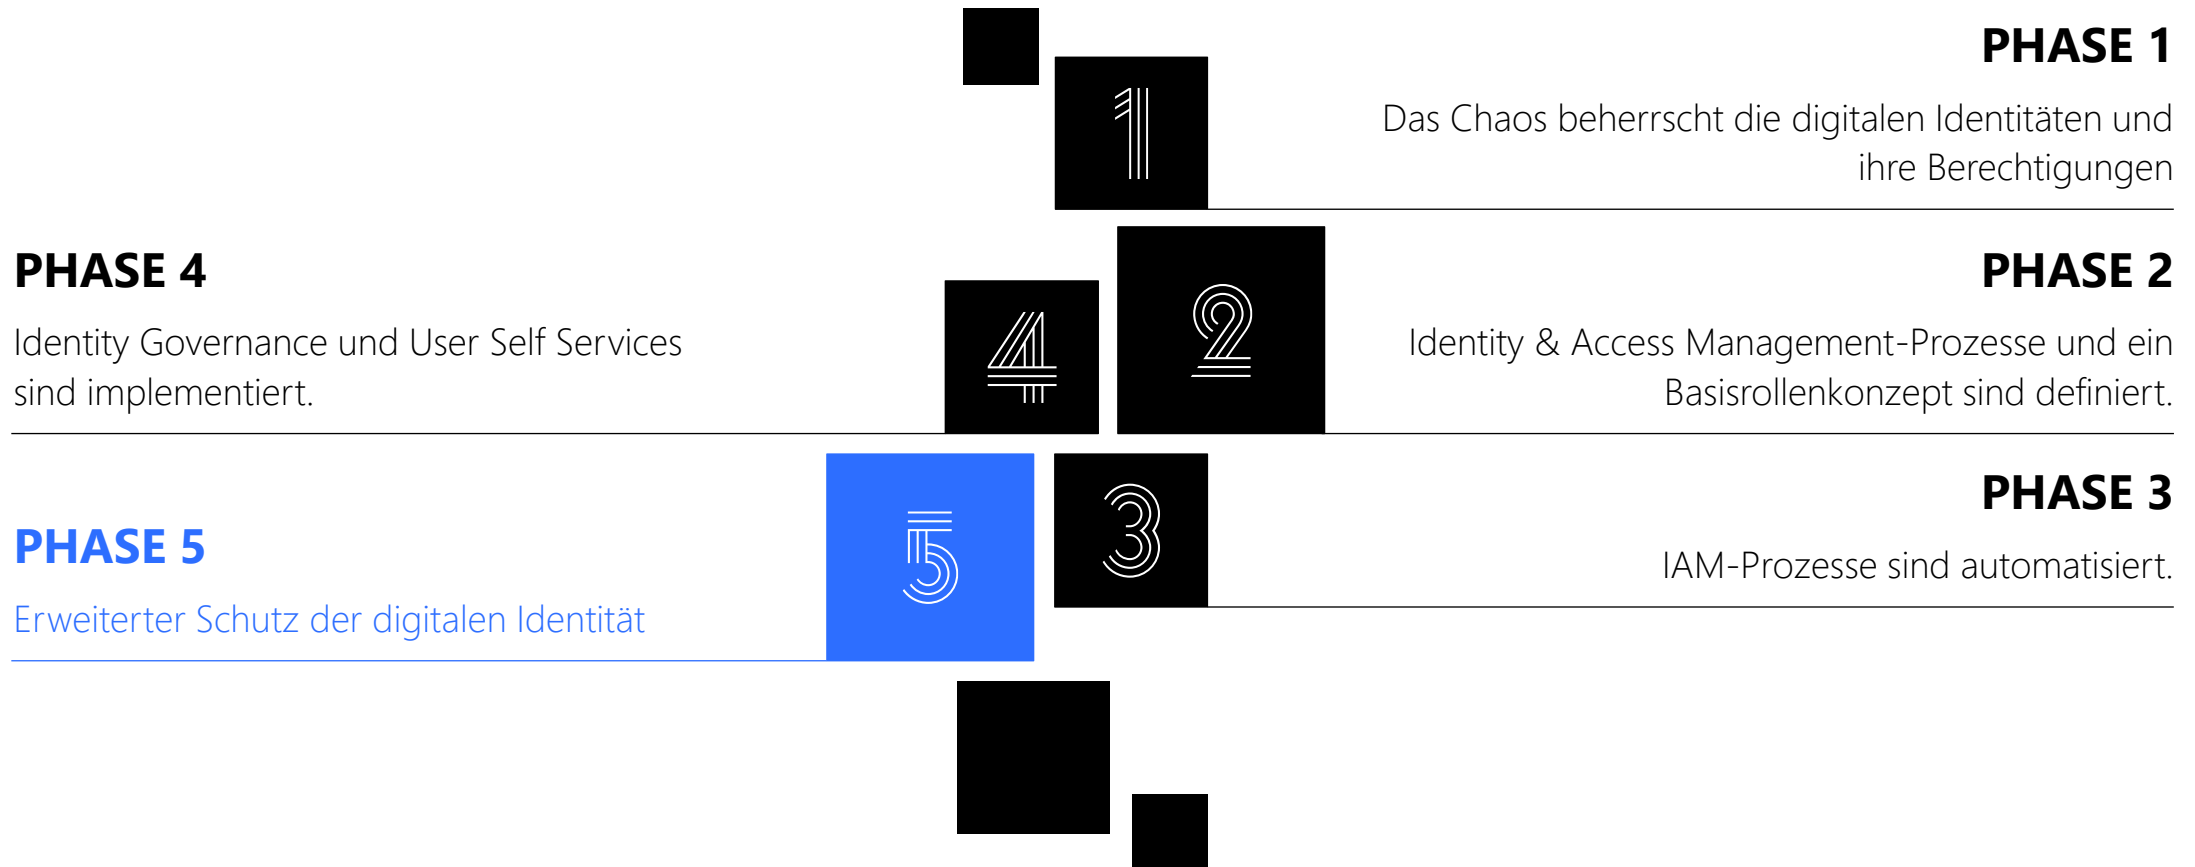 1
PHASE 1
Das Chaos beherrscht die digitalen Identitäten und
ihre Berechtigungen
2
PHASE 2
Identity & Access Management-Prozesse und ein
Basisrollenkonzept sind definiert.
3
PHASE 3
IAM-Prozesse sind automatisiert.
PHASE 4
Identity Governance und User Self Services
sind implementiert.
4
PHASE 5
Erweiterter Schutz der digitalen Identität
5